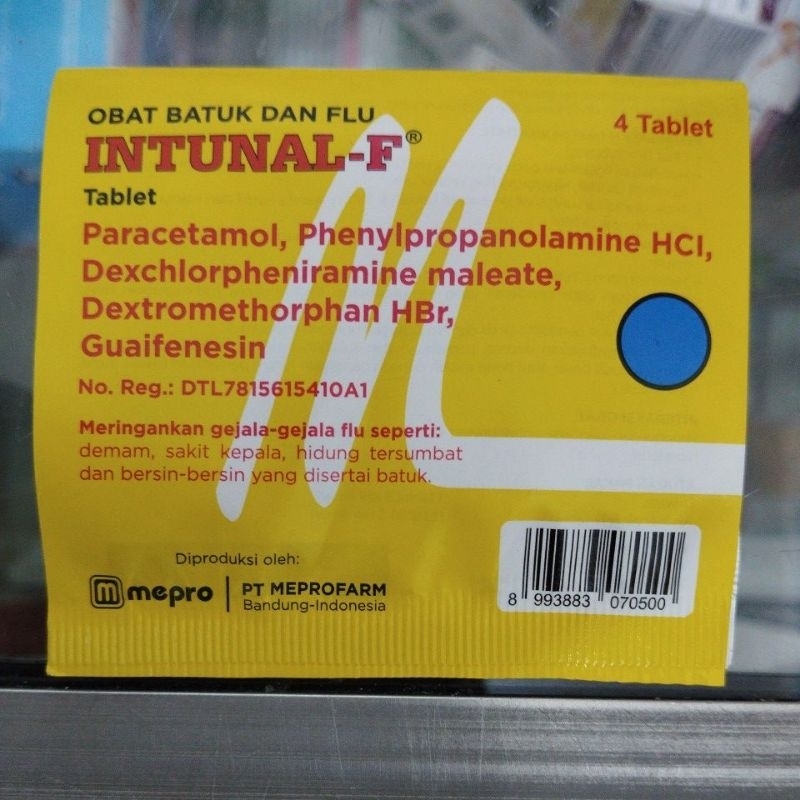 OBAT BATUK DAN FLU
INTUNAL-F®
4 Tablet
Tablet
Paracetamol, Phenylpropanolamine HCl,
Dexchlorpheniramine maleate,
Dextromethorphan HBr,
Guaifenesin
No. Reg.: DTL7815615410A1
Meringankan gejala-gejala flu seperti:
demam, sakit kepala, hidung tersumbat
dan bersin-bersin yang disertai batuk.
Diproduksi oleh:
m mepro | PT MEPROFARM
Bandung-Indonesia
8 993883 070500